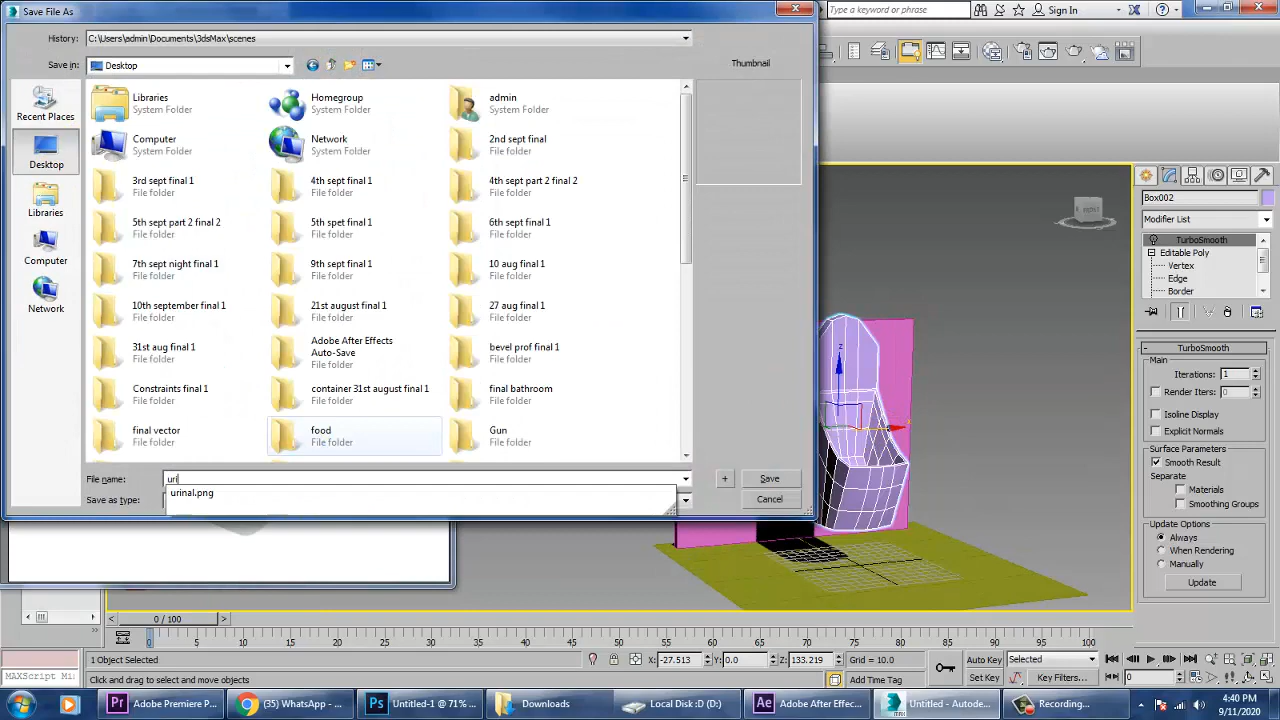 Save File As
Type a keyword or phrase
Sign In
History:
C:\Users\admin\Documents\3dsMax\scenes
Save in:
Desktop
Thumbnail
Recent Places
Desktop
Libraries
Computer
Network
Libraries
System Folder
Homegroup
System Folder
admin
System Folder
Computer
System Folder
Network
System Folder
2nd sept final
File folder
3rd sept final 1
File folder
4th sept final 1
File folder
4th sept part 2 final 2
File folder
5th sept part 2 final 2
File folder
5th spet final 1
File folder
6th sept final 1
File folder
7th sept night final 1
File folder
9th sept final 1
File folder
10 aug final 1
File folder
10th september final 1
File folder
21st august final 1
File folder
27 aug final 1
File folder
31st aug final 1
File folder
Adobe After Effects
Auto-Save
File folder
bevel prof final 1
File folder
Constraints final 1
File folder
container 31st august final 1
File folder
final bathroom
File folder
final vector
File folder
food
File folder
Gun
File folder
File name:
uri
+
Save
urinal.png
Save as type:
Cancel
FRONT
z
Box002
Modifier List
TurboSmooth
Editable Poly
Vertex
Edge
Border
TurboSmooth
Main
Iterations: 1
Render Iters: 0
Isoline Display
Explicit Normals
Surface Parameters
Smooth Result
Separate
Materials
Smoothing Groups
Update Options
Always
When Rendering
Manually
Update
0 / 100
0 5 10 15 20 25 30 35 40 45 50 55 60 65 70 75 80 85 90 95 100
1 Object Selected
X: -27.513
Y: 0.0
Z: 133.219
Grid = 10.0
Auto Key
Selected
MAXScript Mi
Click and drag to select and move objects
Add Time Tag
Set Key
Key Filters...
0
Adobe Premiere P...
(35) WhatsApp - ...
Untitled-1 @ 71% ...
Downloads
Local Disk :D (D:)
Adobe After Effec...
Untitled - Autode...
Recording...
4:40 PM
9/11/2020